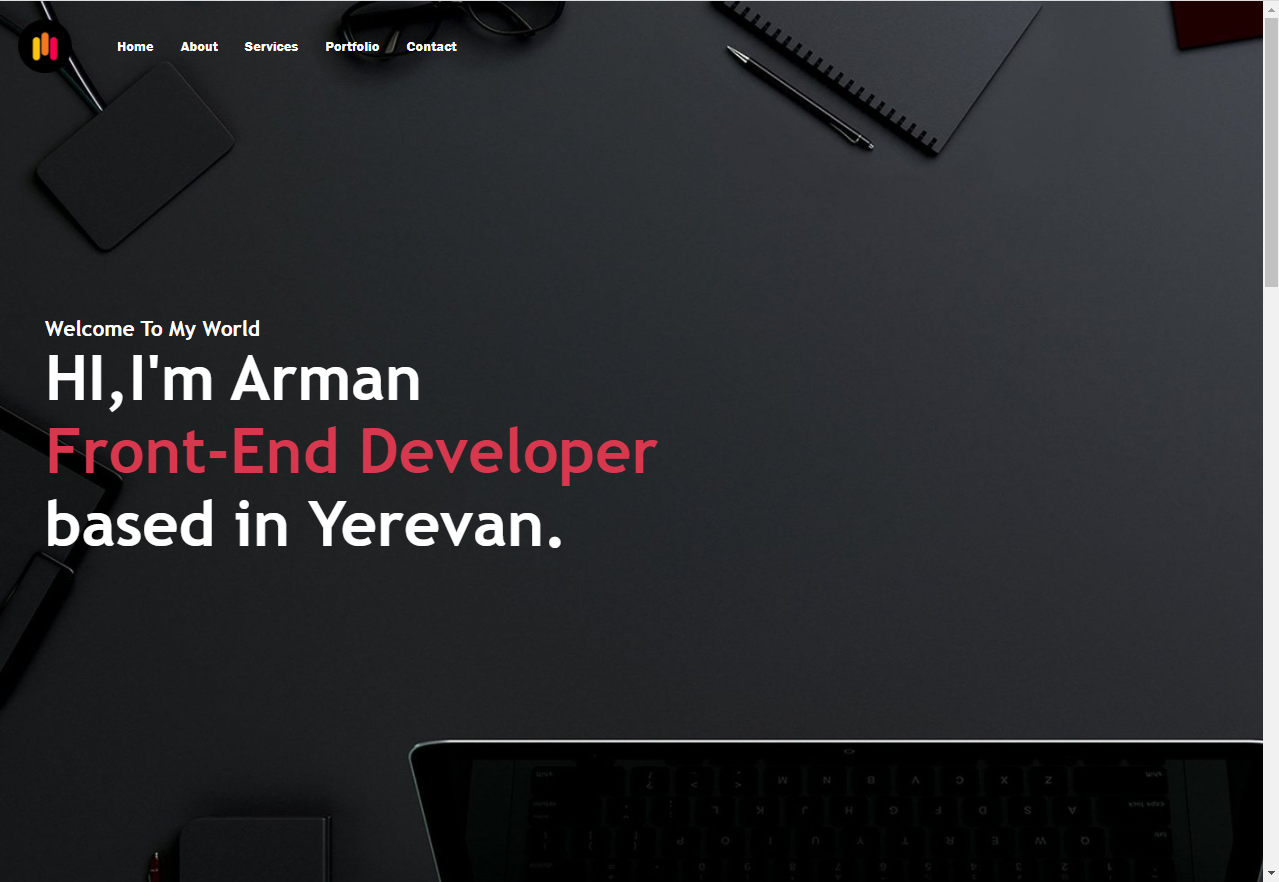 Home About Services Portfolio Contact
Welcome To My World
HI,I'm Arman
Front-End Developer
based in Yerevan.